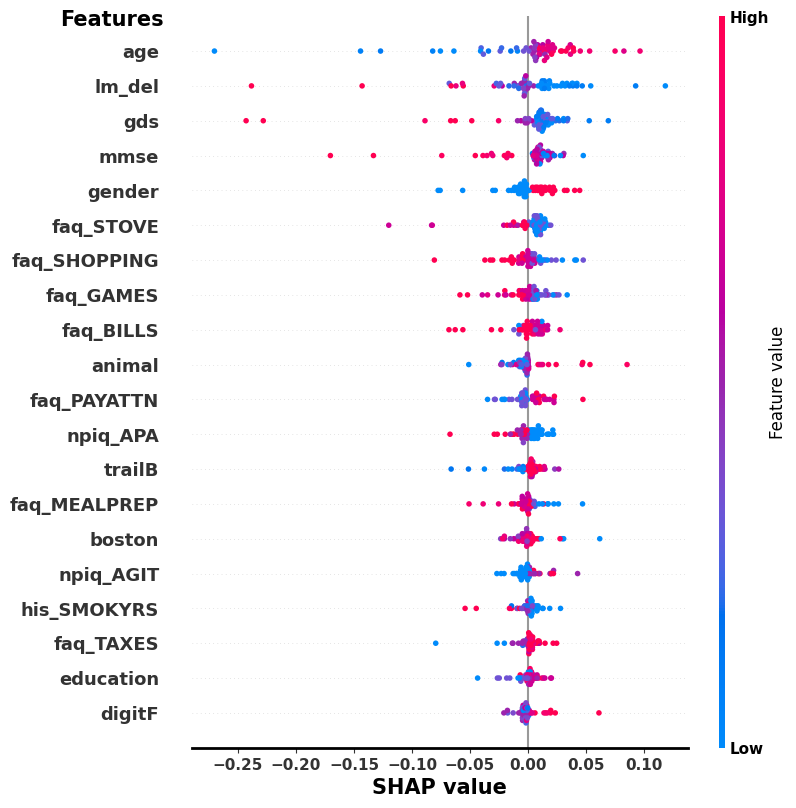 Features
High
age
lm_del
gds
mmse
gender
faq_STOVE
faq_SHOPPING
faq_GAMES
faq_BILLS
animal
faq_PAYATTN
npiq_APA
trailB
faq_MEALPREP
boston
npiq_AGIT
his_SMOKYRS
faq_TAXES
education
digitF
Feature value
Low
−0.25 −0.20 −0.15 −0.10 −0.05 0.00 0.05 0.10
SHAP value